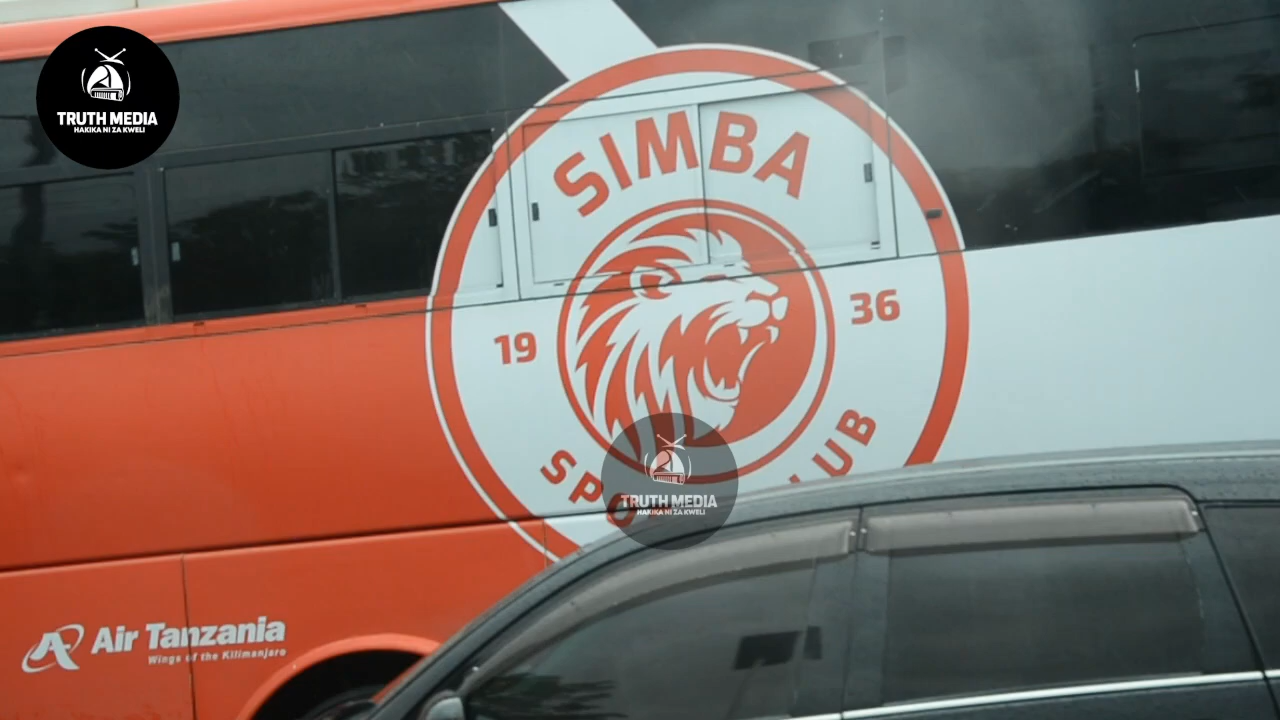 TRUTH MEDIA
HAKIKA NI ZA KWELI
SIMBA
19 36
TRUTH MEDIA
HAKIKA NI ZA KWELI
Air Tanzania
Wings of the Kilimanjaro